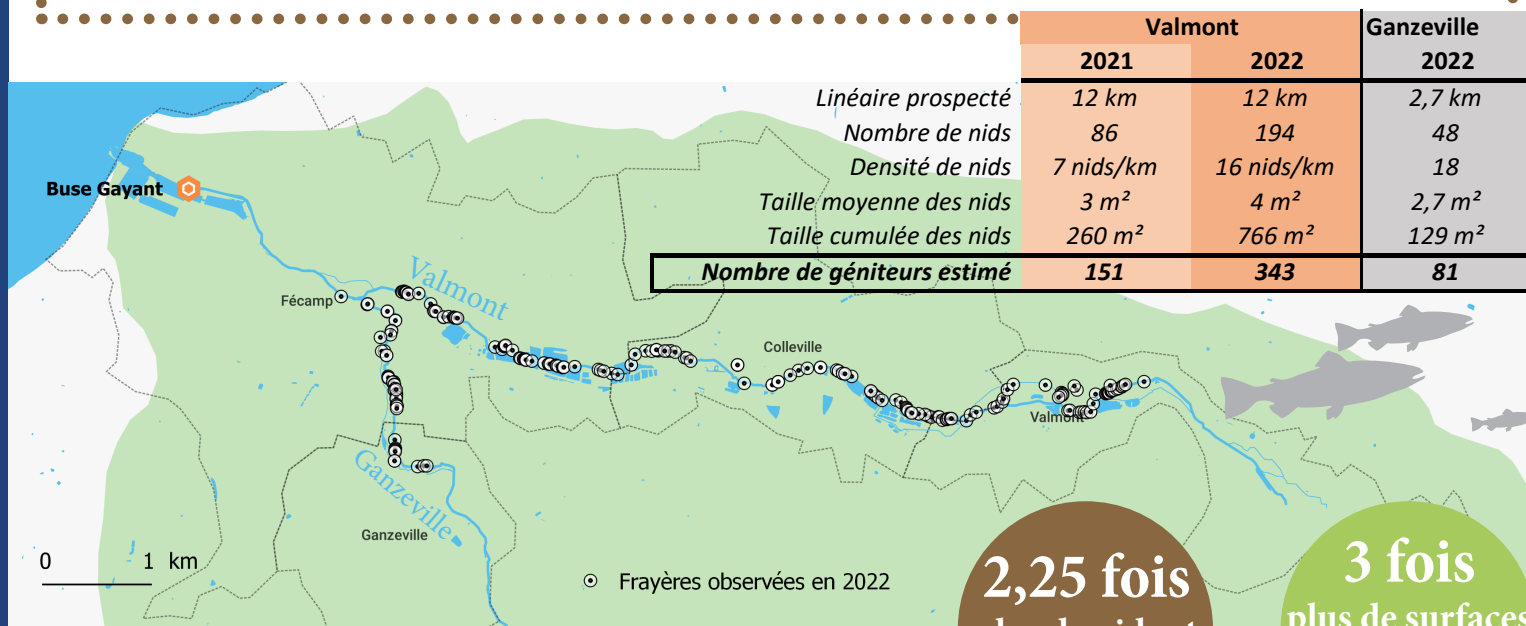 Valmont Ganzeville
2021 2022 2022
Linéaire prospecté 12 km 12 km 2,7 km
Nombre de nids 86 194 48
Densité de nids 7 nids/km 16 nids/km 18
Taille moyenne des nids 3 m² 4 m² 2,7 m²
Taille cumulée des nids 260 m² 766 m² 129 m²
Nombre de géniteurs estimé 151 343 81
Buse Gayant
Valmont
Fécamp
Colleville
Valmont
Ganzeville
Ganzeville
0 1 km
Frayères observées en 2022
2,25 fois
3 fois
plus de surfaces